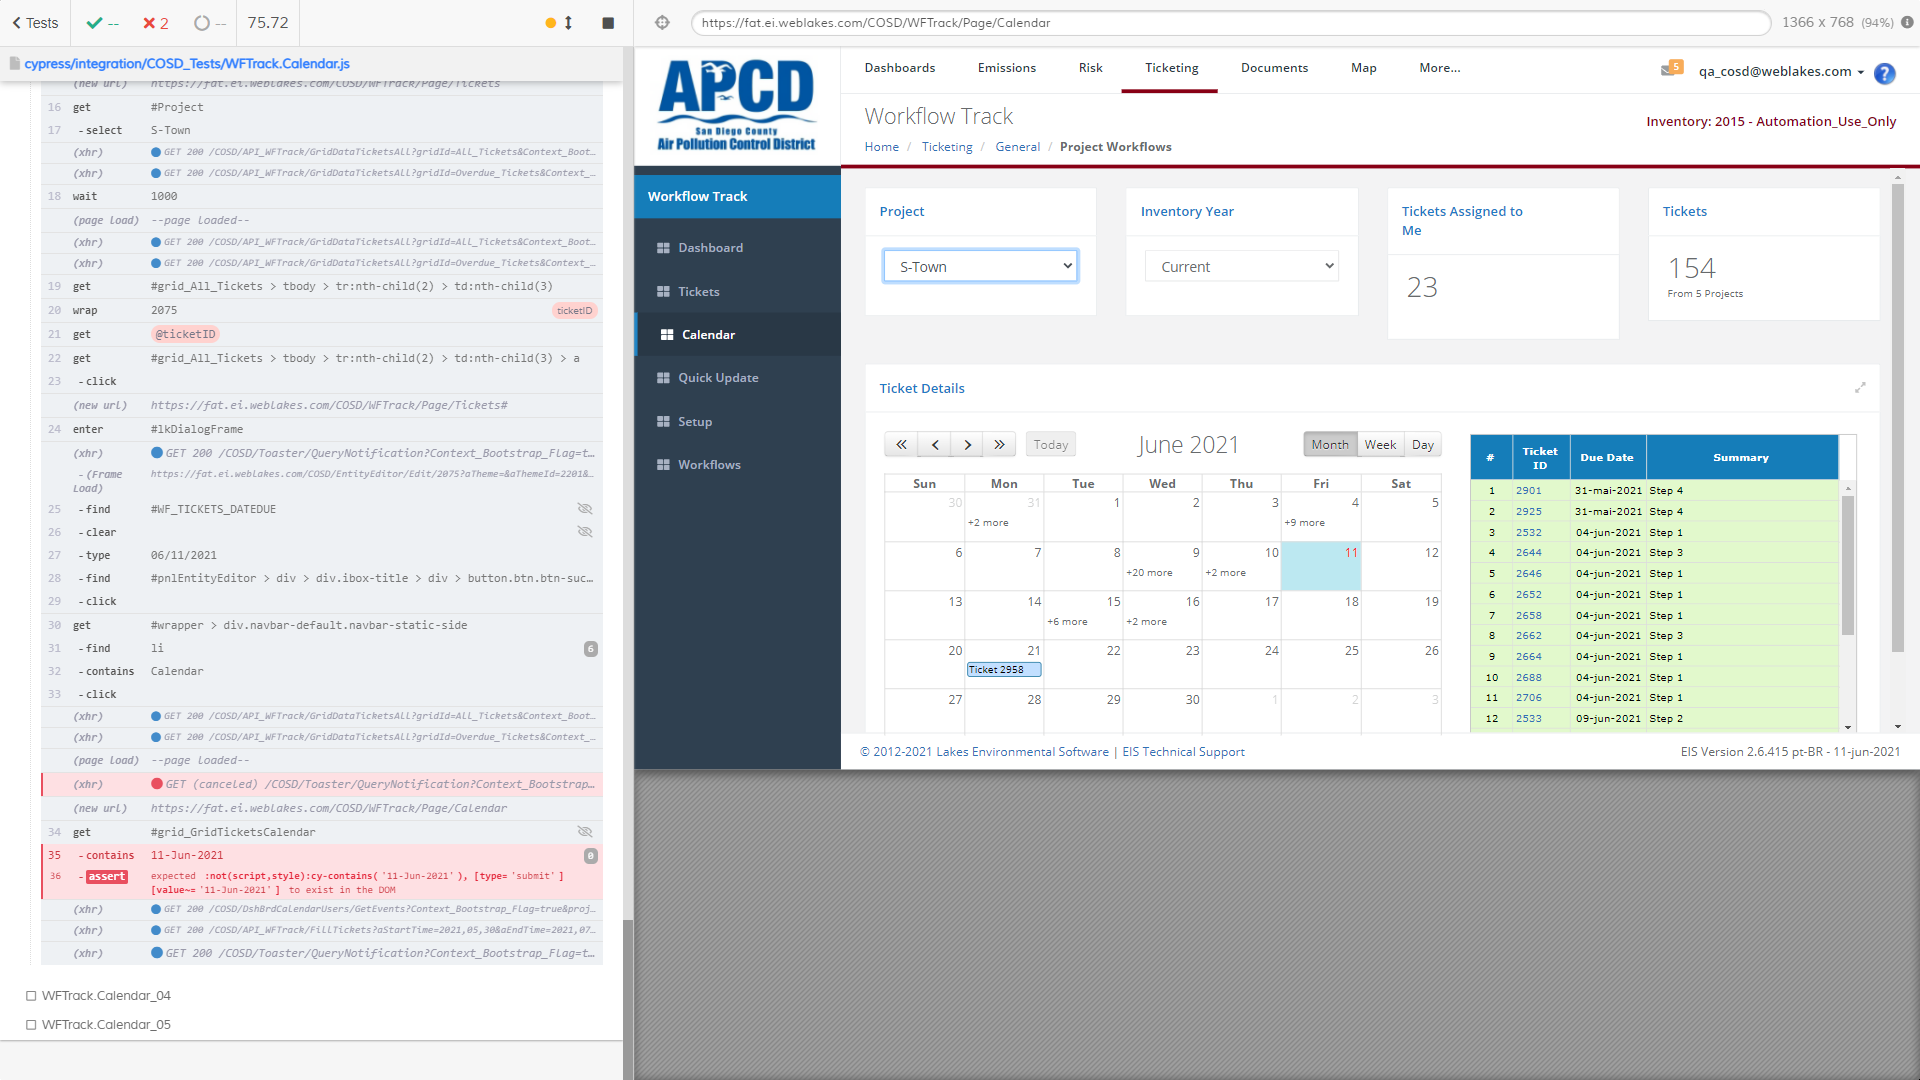 Tests
--
2
--
75.72
cypress/integration/COSD_Tests/WFTrack.Calendar.js
(new url) https://fat.ei.weblakes.com/COSD/WFTrack/Page/Tickets
16 get #Project
17 -select S-Town
(xhr) GET 200 /COSD/API_WFTrack/GridDataTicketsAll?gridId=All_Tickets&Context_Boot...
(xhr) GET 200 /COSD/API_WFTrack/GridDataTicketsAll?gridId=Overdue_Tickets&Context_...
18 wait 1000
(page load) --page loaded--
(xhr) GET 200 /COSD/API_WFTrack/GridDataTicketsAll?gridId=All_Tickets&Context_Boot...
(xhr) GET 200 /COSD/API_WFTrack/GridDataTicketsAll?gridId=Overdue_Tickets&Context_...
19 get #grid_All_Tickets > tbody > tr:nth-child(2) > td:nth-child(3)
20 wrap 2075 ticketID
21 get @ticketID
22 get #grid_All_Tickets > tbody > tr:nth-child(2) > td:nth-child(3) > a
23 -click
(new url) https://fat.ei.weblakes.com/COSD/WFTrack/Page/Tickets#
24 enter #lkDialogFrame
(xhr) GET 200 /COSD/Toaster/QueryNotification?Context_Bootstrap_Flag=t...
-(Frame Load) https://fat.ei.weblakes.com/COSD/EntityEditor/Edit/2075?aTheme=&aThemeId=2201&...
25 -find #WF_TICKETS_DATEDUE
26 -clear
27 -type 06/11/2021
28 -find #pnlEntityEditor > div > div.ibox-title > div > button.btn.btn-suc...
29 -click
30 get #wrapper > div.navbar-default.navbar-static-side
31 -find li 6
32 -contains Calendar
33 -click
(xhr) GET 200 /COSD/API_WFTrack/GridDataTicketsAll?gridId=All_Tickets&Context_Boot...
(xhr) GET 200 /COSD/API_WFTrack/GridDataTicketsAll?gridId=Overdue_Tickets&Context_...
(page load) --page loaded--
(xhr) GET (canceled) /COSD/Toaster/QueryNotification?Context_Bootstrap...
(new url) https://fat.ei.weblakes.com/COSD/WFTrack/Page/Calendar
34 get #grid_GridTicketsCalendar
35 -contains 11-Jun-2021 0
36 -assert expected :not(script,style):cy-contains('11-Jun-2021'), [type='submit']
[value~='11-Jun-2021'] to exist in the DOM
(xhr) GET 200 /COSD/DshBrdCalendarUsers/GetEvents?Context_Bootstrap_Flag=true&proj...
(xhr) GET 200 /COSD/API_WFTrack/FillTickets?aStartTime=2021,05,30&aEndTime=2021,07...
(xhr) GET 200 /COSD/Toaster/QueryNotification?Context_Bootstrap_Flag=t...
WFTrack.Calendar_04
WFTrack.Calendar_05
https://fat.ei.weblakes.com/COSD/WFTrack/Page/Calendar
1366 x 768 (94%)
APCD
San Diego County
Air Pollution Control District
Dashboards Emissions Risk Ticketing Documents Map More...
5 qa_cosd@weblakes.com ?
Workflow Track
Inventory: 2015 - Automation_Use_Only
Home / Ticketing / General / Project Workflows
Workflow Track
Dashboard
Tickets
Calendar
Quick Update
Setup
Workflows
Project
S-Town
Inventory Year
Current
Tickets Assigned to
Me
23
Tickets
154
From 5 Projects
Ticket Details
Today
June 2021
Month Week Day
Sun Mon Tue Wed Thu Fri Sat
30 31 1 2 3 4 5
+2 more +9 more
6 7 8 9 10 11 12
+20 more +2 more
13 14 15 16 17 18 19
+6 more +2 more
20 21 22 23 24 25 26
Ticket 2958
27 28 29 30 1 2 3
# Ticket ID Due Date Summary
1 2901 31-mai-2021 Step 4
2 2925 31-mai-2021 Step 4
3 2532 04-jun-2021 Step 1
4 2644 04-jun-2021 Step 3
5 2646 04-jun-2021 Step 1
6 2652 04-jun-2021 Step 1
7 2658 04-jun-2021 Step 1
8 2662 04-jun-2021 Step 3
9 2664 04-jun-2021 Step 1
10 2688 04-jun-2021 Step 1
11 2706 04-jun-2021 Step 1
12 2533 09-jun-2021 Step 2
© 2012-2021 Lakes Environmental Software | EIS Technical Support
EIS Version 2.6.415 pt-BR - 11-jun-2021